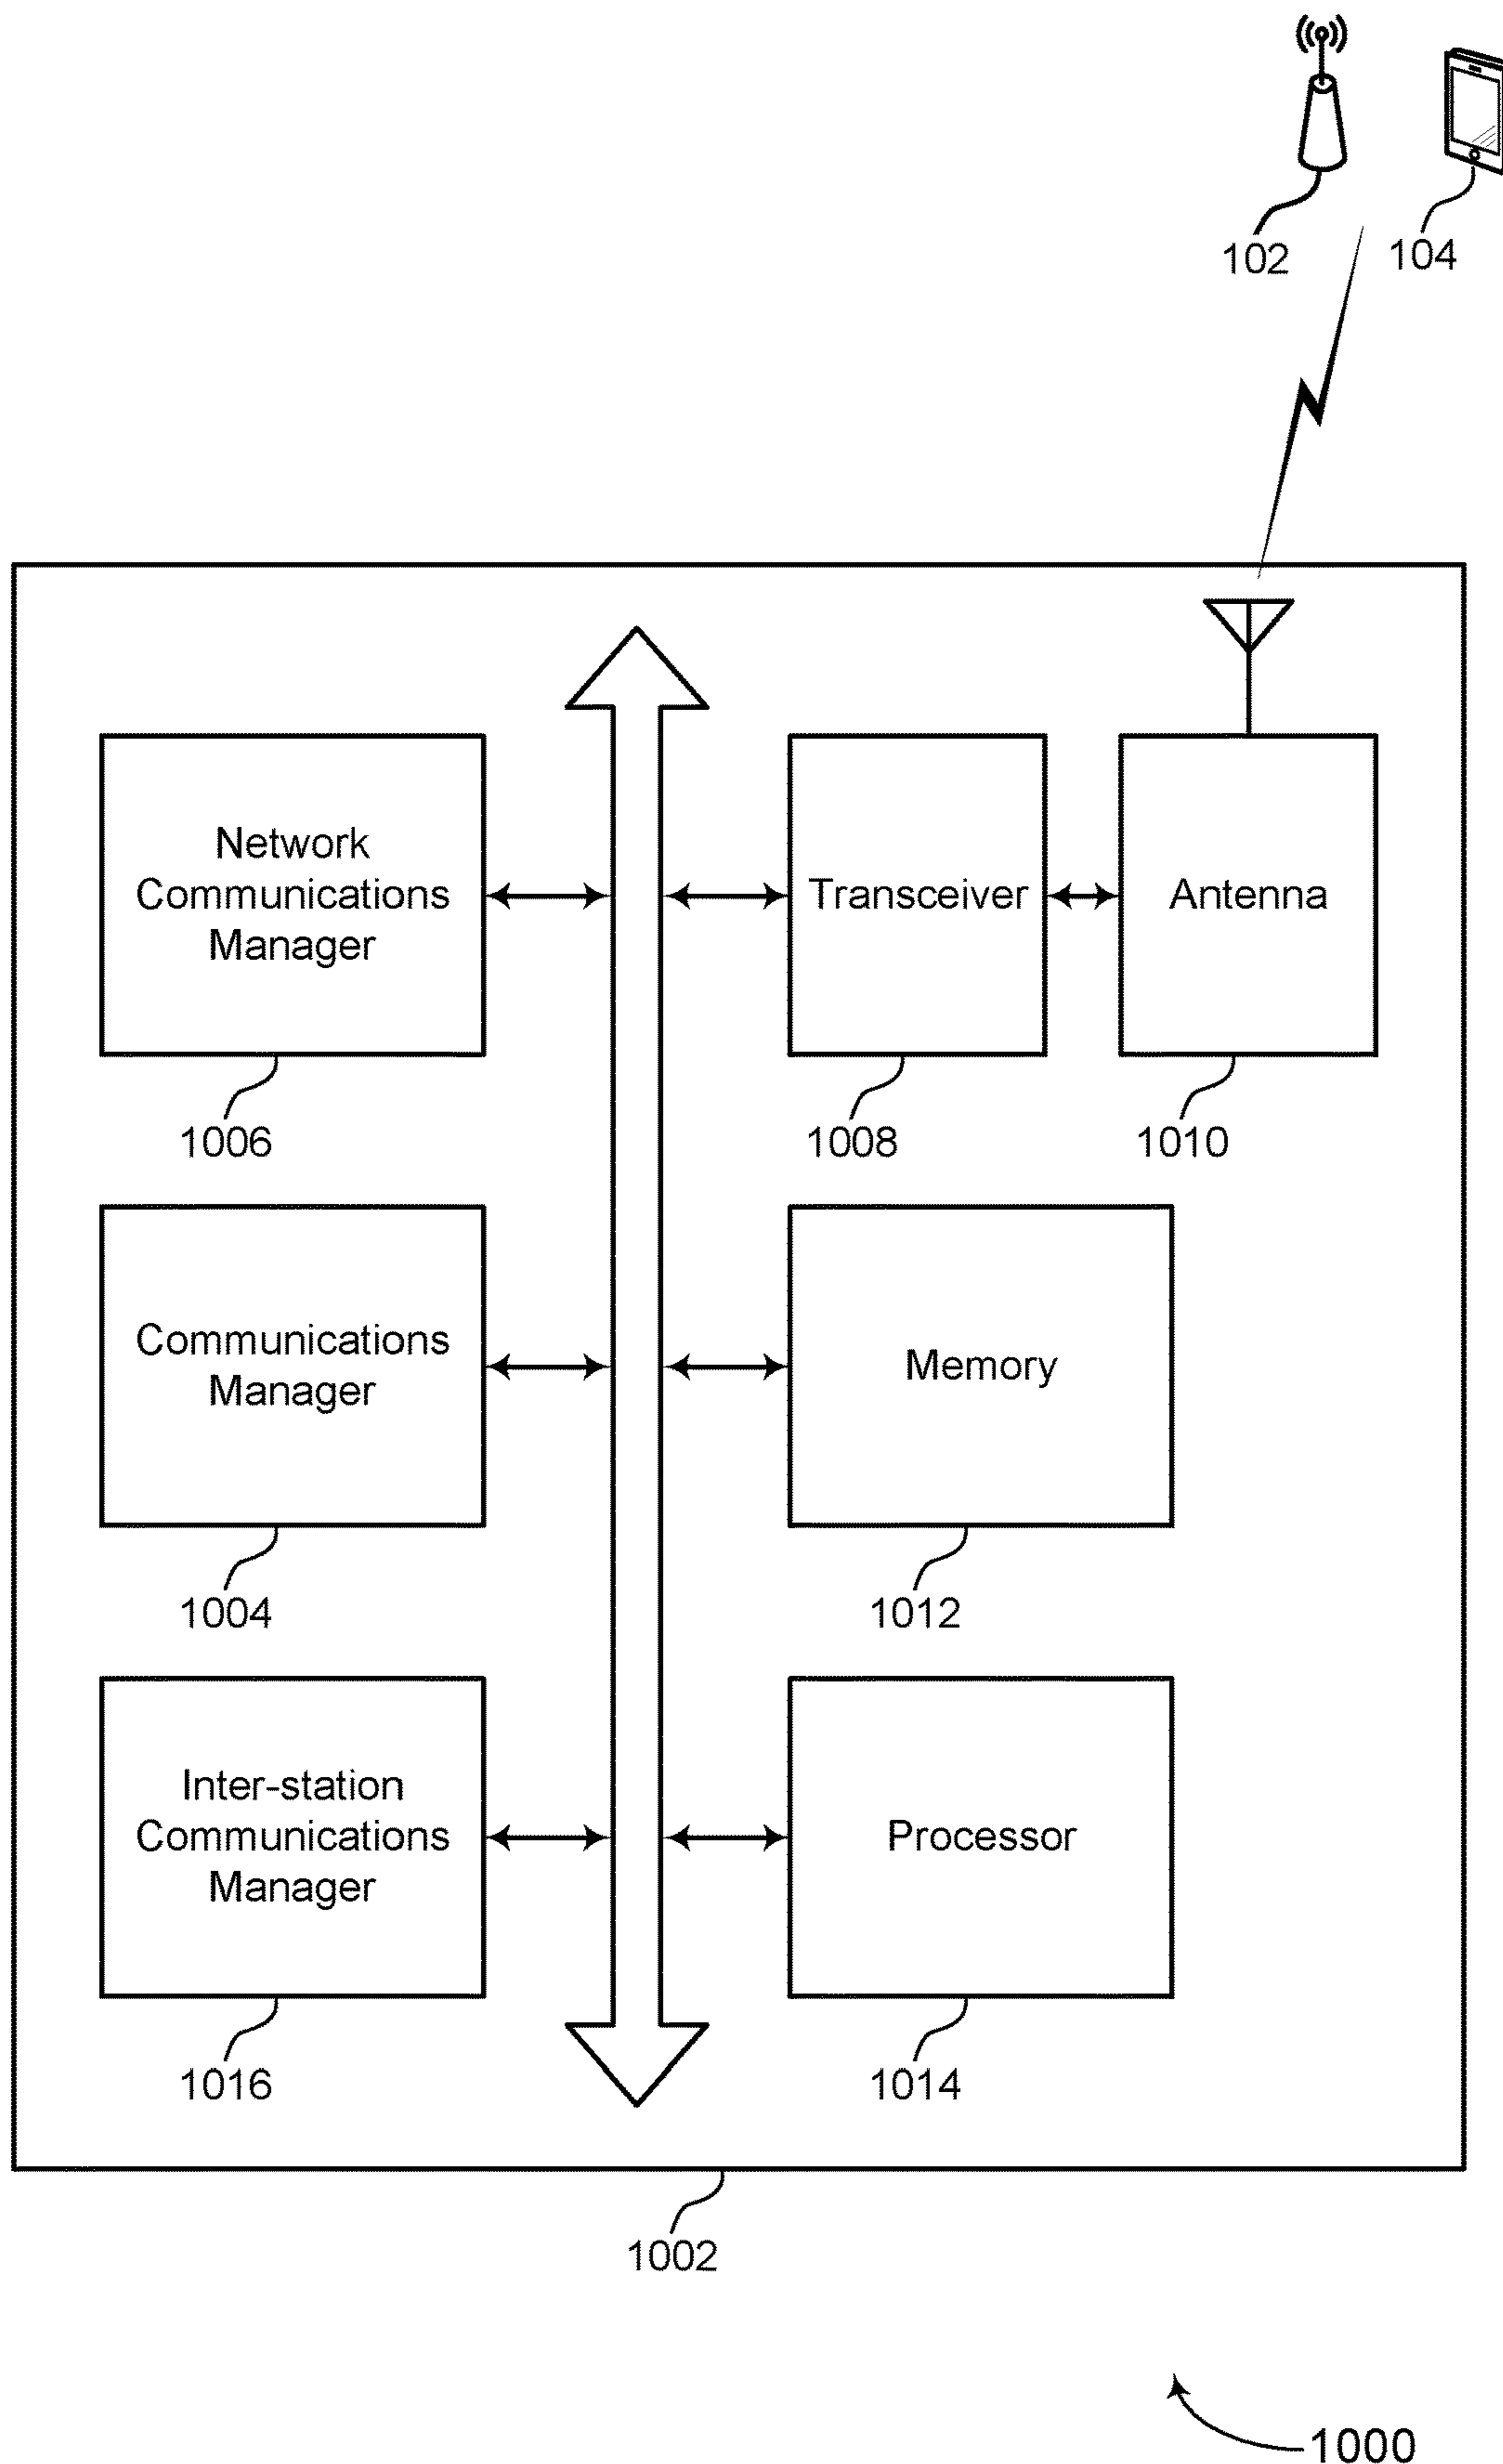 102
104
Network
Communications
Manager
Transceiver
Antenna
1006
1008
1010
Communications
Manager
Memory
1004
1012
Inter-station
Communications
Manager
Processor
1016
1014
1002
1000